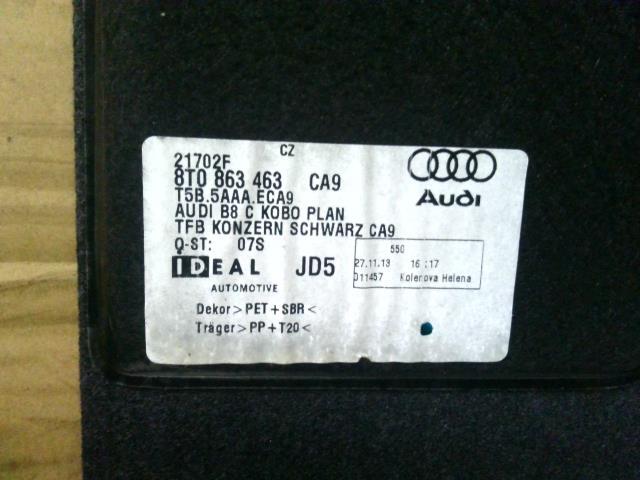 CZ
21702F
8T0 863 463 CA9
T5B.5AAA.ECA9
AUDI B8 C KOBO PLAN
TFB KONZERN SCHWARZ CA9
Q-ST: 07S
IDEAL JD5
AUTOMOTIVE
Dekor>PET+SBR<
Träger>PP+T20<
Audi
550
27.11.13 16:17
011457 Kolenova Helena